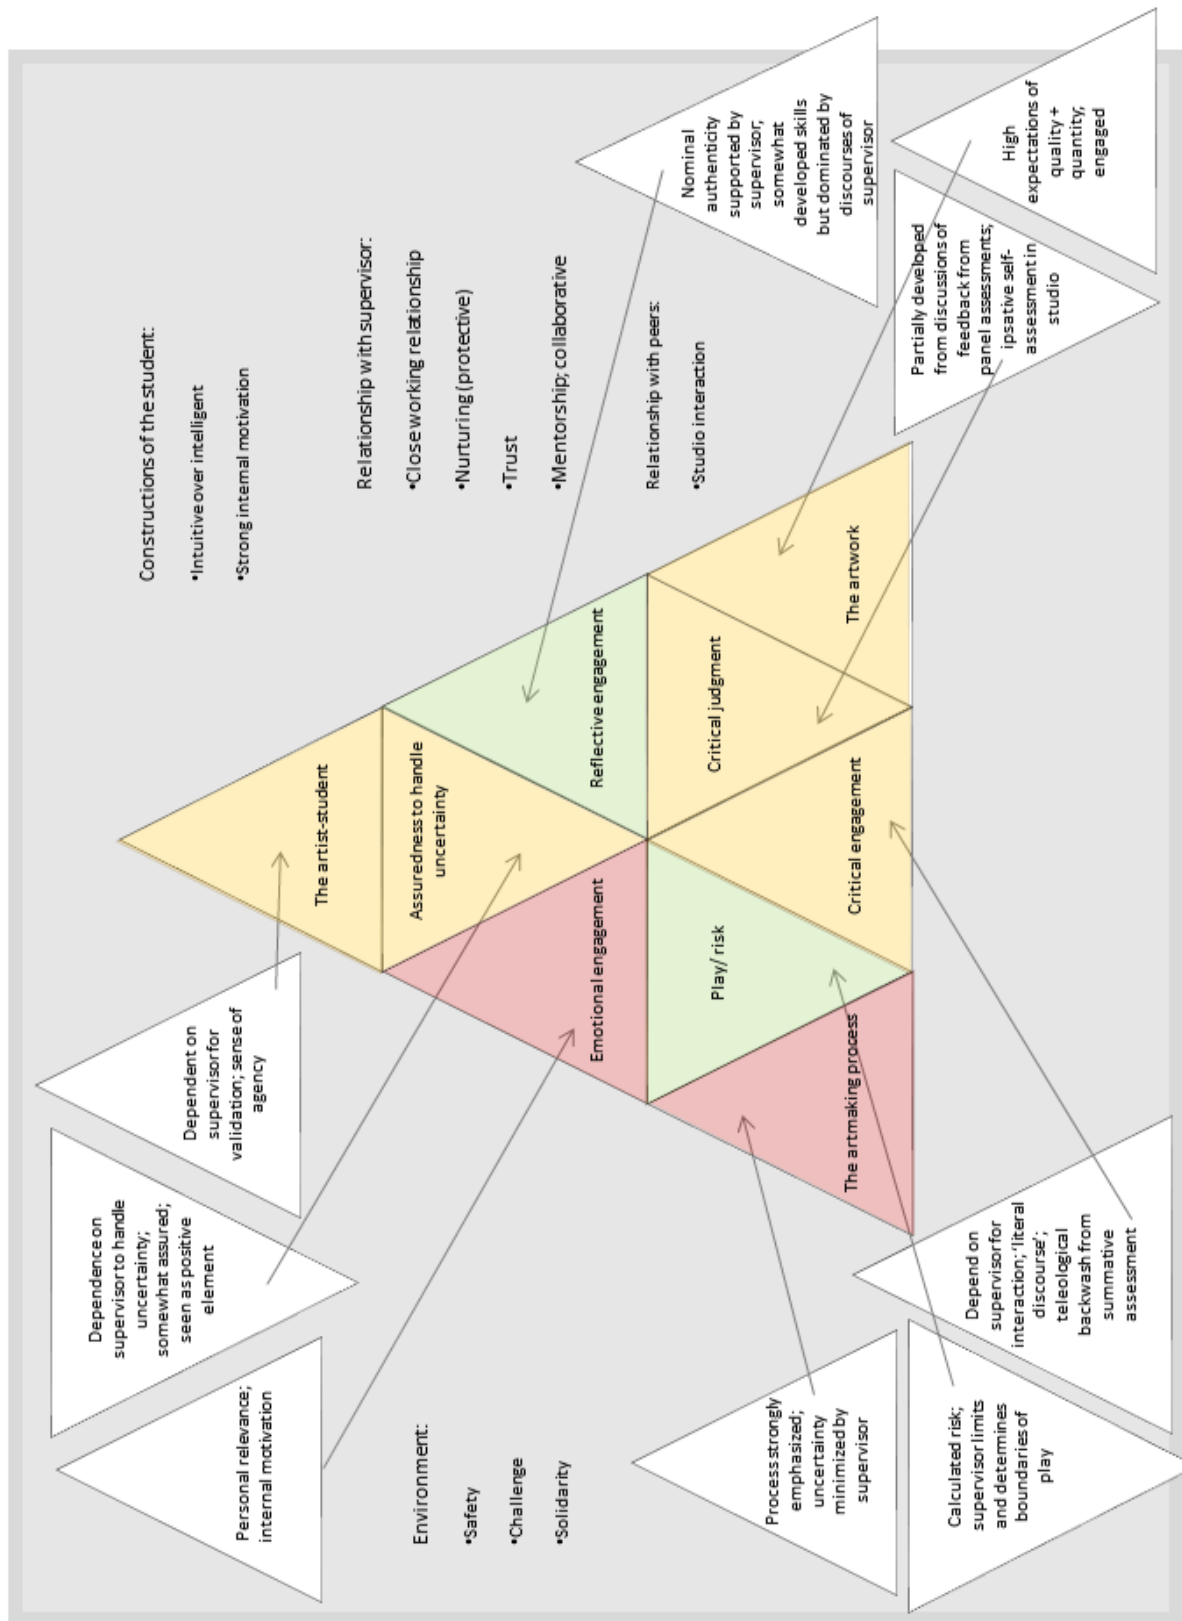 Personal relevance;
internal motivation
Dependence on
supervisor to handle
uncertainty;
somewhat assured;
seen as positive
element
Dependent on
supervisor for
validation; sense of
agency
Constructions of the student:
•Intuitive over intelligent
•Strong internal motivation
Relationship with supervisor:
•Close working relationship
•Nurturing (protective)
•Trust
•Mentorship; collaborative
Relationship with peers:
•Studio interaction
Environment:
•Safety
•Challenge
•Solidarity
The artist-student
Assuredness to handle
uncertainty
Emotional engagement
Reflective engagement
Play/ risk
Critical judgment
The artmaking process
Critical engagement
The artwork
Nominal
authenticity
supported by
supervisor;
somewhat
developed skills
but dominated by
discourses of
supervisor
Process strongly
emphasized;
uncertainty
minimized by
supervisor
Calculated risk;
supervisor limits
and determines
boundaries of
play
Depend on
supervisor for
interaction; ‘literal
discourse’;
teleological
backwash from
summative
assessment
Partially developed
from discussions of
feedback from
panel assessments;
ipsative self-
assessment in
studio
High
expectations of
quality +
quantity;
engaged